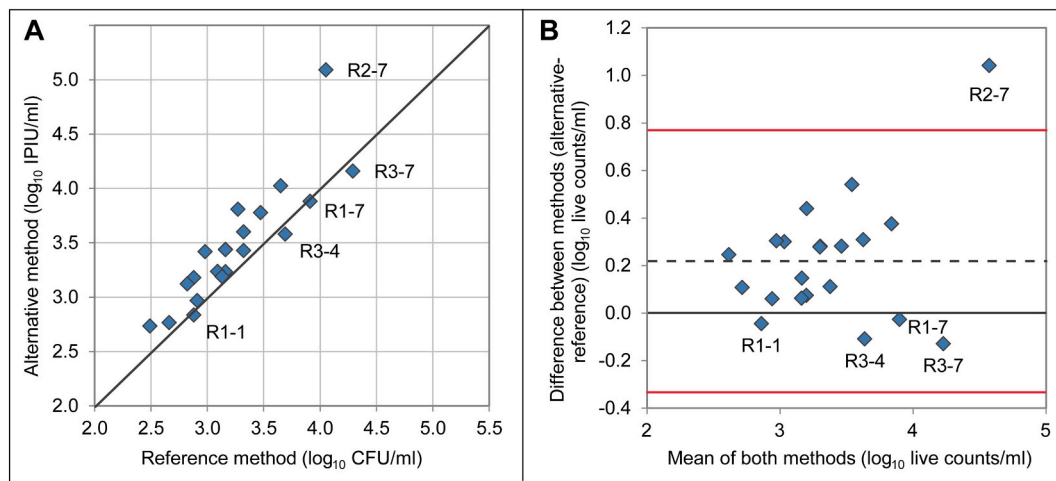 A
Alternative method (log10 IPIU/ml)
5.0
4.5
4.0
3.5
3.0
2.5
2.0
R2-7
R3-7
R1-7
R3-4
R1-1
2.0 2.5 3.0 3.5 4.0 4.5 5.0 5.5
Reference method (log10 CFU/ml)
B
Difference between methods (alternative-
reference) (log10 live counts/ml)
1.2
1.0
0.8
0.6
0.4
0.2
0.0
-0.2
-0.4
R2-7
R1-1
R1-7
R3-4
R3-7
2 3 4 5
Mean of both methods (log10 live counts/ml)